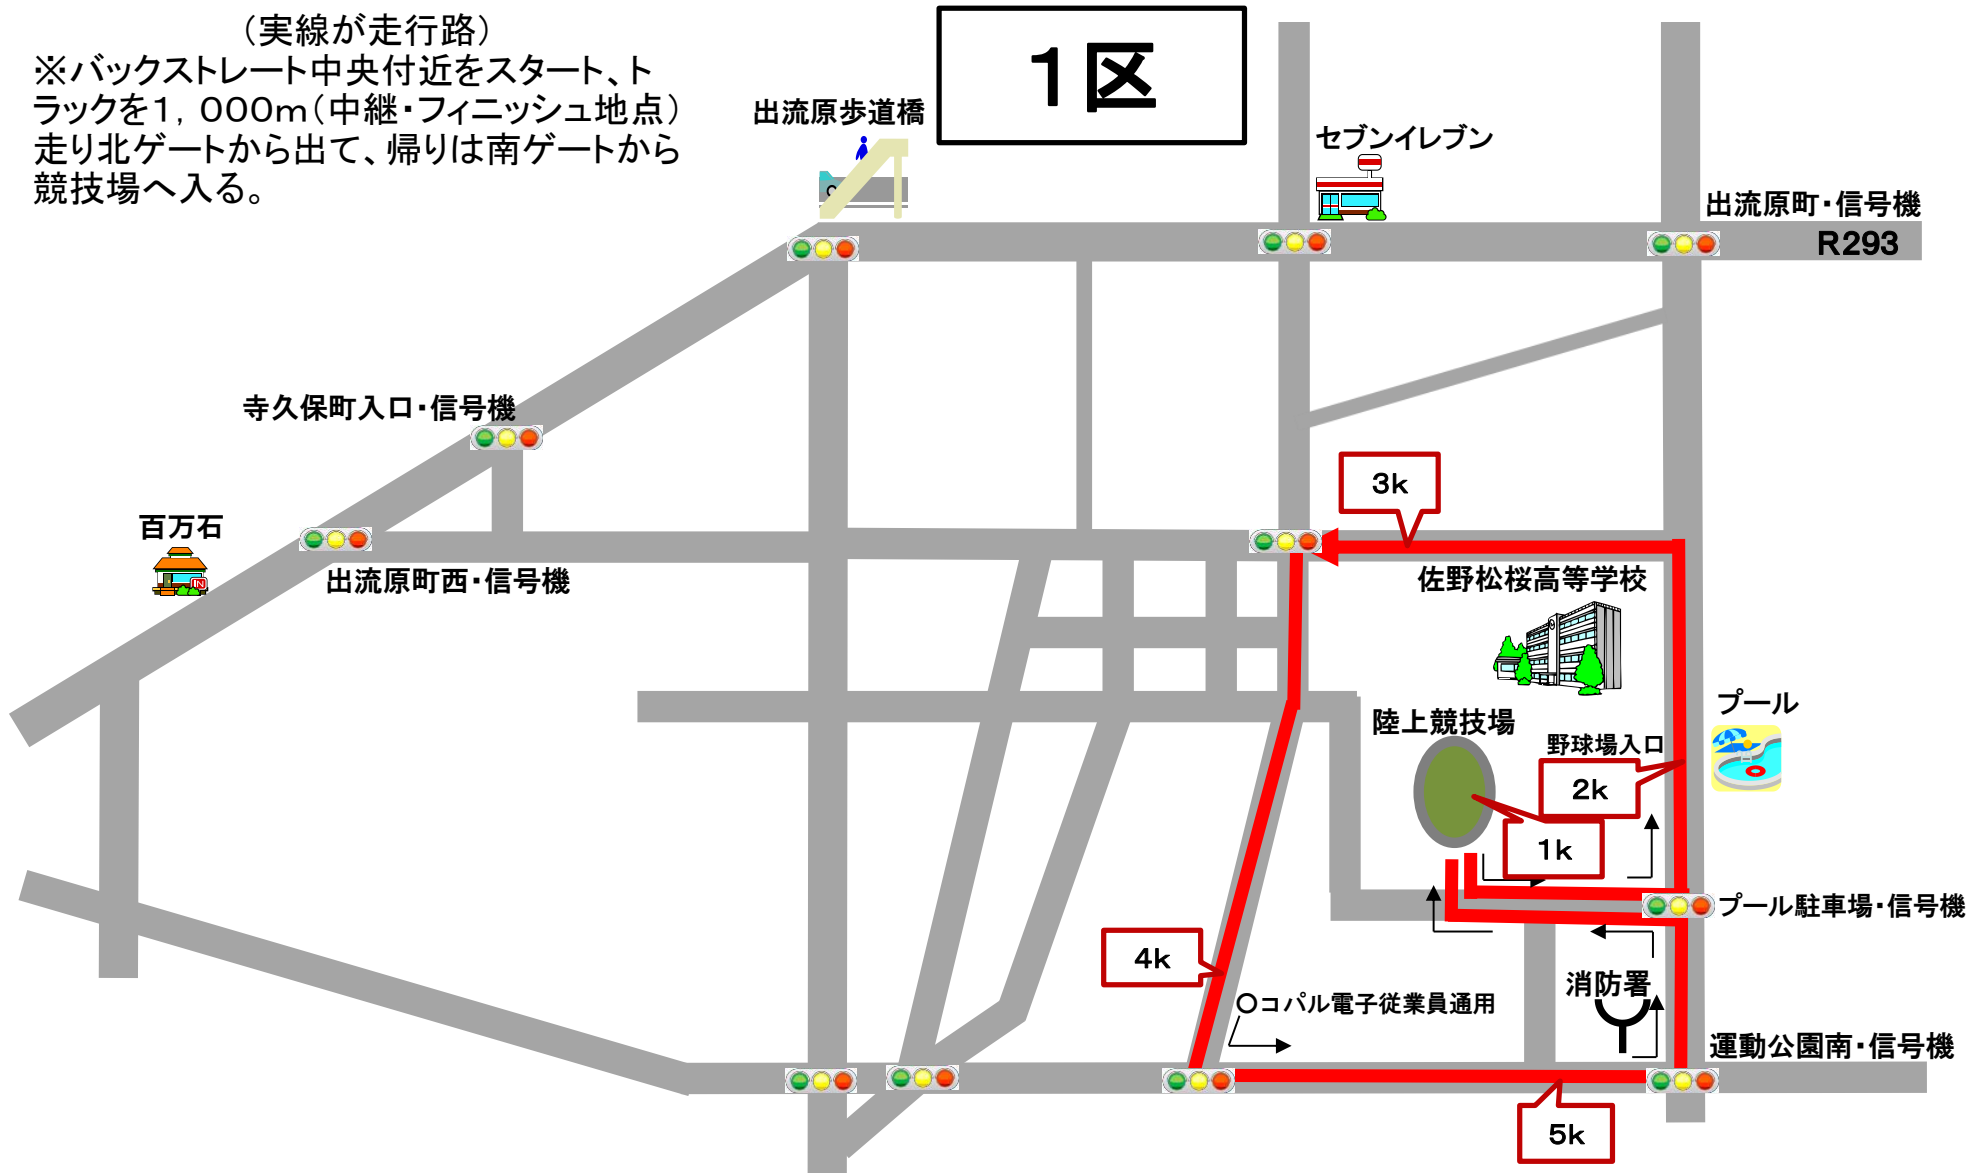 （実線が走行路）
※バックストレート中央付近をスタート、ト
ラックを１，０００ｍ（中継・フィニッシュ地点）
走り北ゲートから出て、帰りは南ゲートから
競技場へ入る。
１区
出流原歩道橋
セブンイレブン
出流原町・信号機
R293
寺久保町入口・信号機
3k
百万石
出流原町西・信号機
佐野松桜高等学校
プール
陸上競技場
野球場入口
2k
1k
プール駐車場・信号機
4k
消防署
○コパル電子従業員通用
運動公園南・信号機
5k